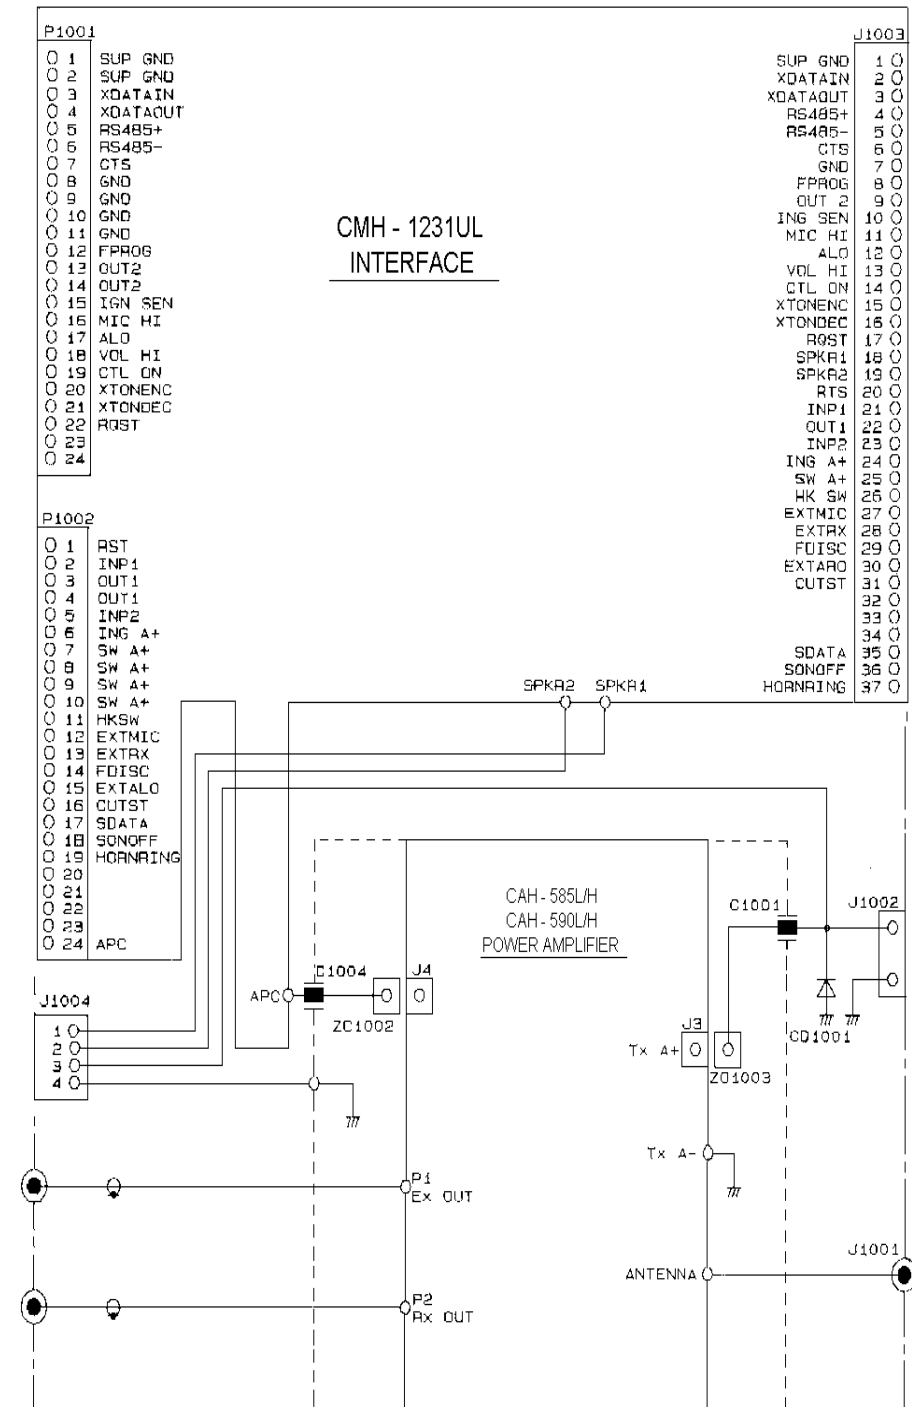 P1001
1 SUP GND
2 SUP GND
3 XDATAIN
4 XDATAOUT
5 RS485+
6 RS485-
7 CTS
8 GND
9 GND
10 GND
11 GND
12 FPROG
13 OUT2
14 OUT2
15 IGN SEN
16 MIC HI
17 ALO
18 VOL HI
19 CTL ON
20 XTONENC
21 XTONDEC
22 RQST
23
24
CMH - 1231UL
INTERFACE
J1003
SUP GND 1
XDATAIN 2
XDATAOUT 3
RS485+ 4
RS485- 5
CTS 6
GND 7
FPROG 8
OUT 2 9
ING SEN 10
MIC HI 11
ALO 12
VOL HI 13
CTL ON 14
XTONENC 15
XTONDEC 16
RQST 17
SPKR1 18
SPKR2 19
RTS 20
INP1 21
OUT1 22
INP2 23
ING A+ 24
SW A+ 25
HK SW 26
EXTMIC 27
EXTRX 28
FDISC 29
EXTARO 30
CUTST 31
32
33
34
SDATA 35
SONOFF 36
HORNRING 37
P1002
1 RST
2 INP1
3 OUT1
4 OUT1
5 INP2
6 ING A+
7 SW A+
8 SW A+
9 SW A+
10 SW A+
11 HKSW
12 EXTMIC
13 EXTRX
14 FDISC
15 EXTALO
16 CUTST
17 SDATA
18 SONOFF
19 HORNRING
20
21
22
23
24 APC
SPKR2 SPKR1
CAH - 585L/H
CAH - 590L/H
POWER AMPLIFIER
C1001
J1002
CD1001
C1004
J4
APC
ZC1002
J1004
1
2
3
4
J3
Tx A+
ZO1003
Tx A-
P1
Ex OUT
J1001
ANTENNA
P2
Rx OUT